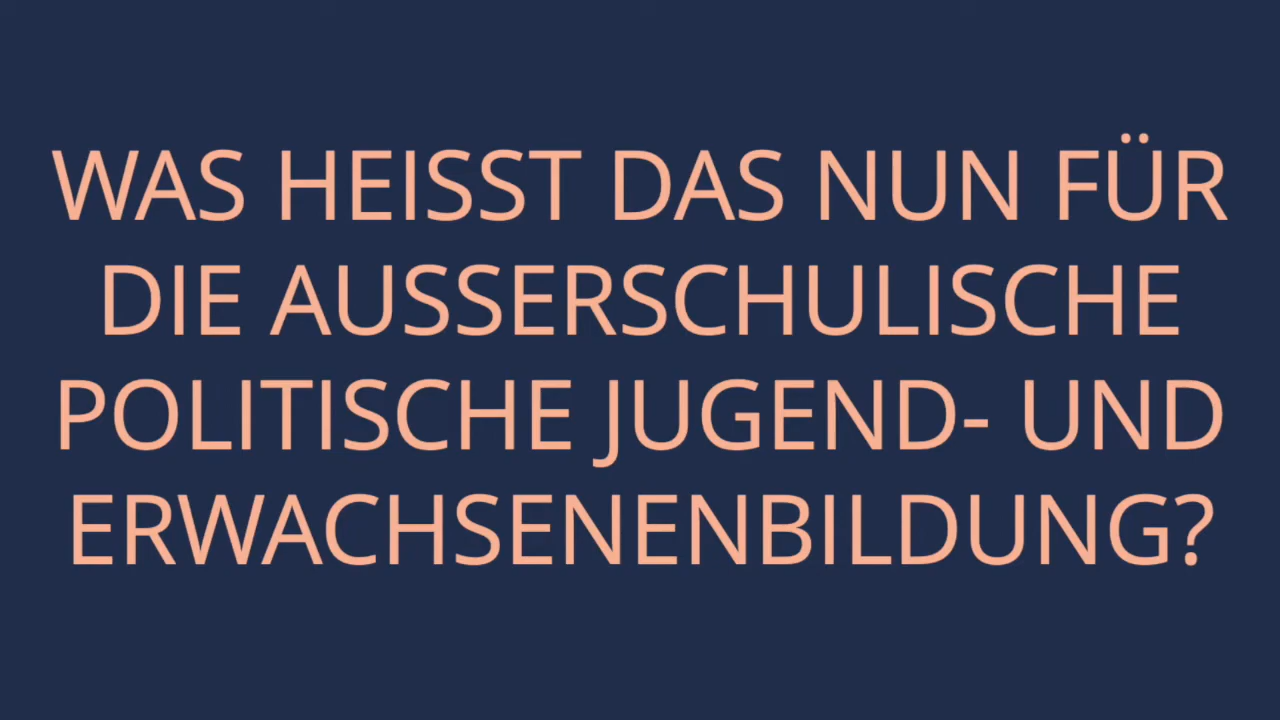 WAS HEISST DAS NUN FÜR
DIE AUSSERSCHULISCHE
POLITISCHE JUGEND- UND
ERWACHSENENBILDUNG?